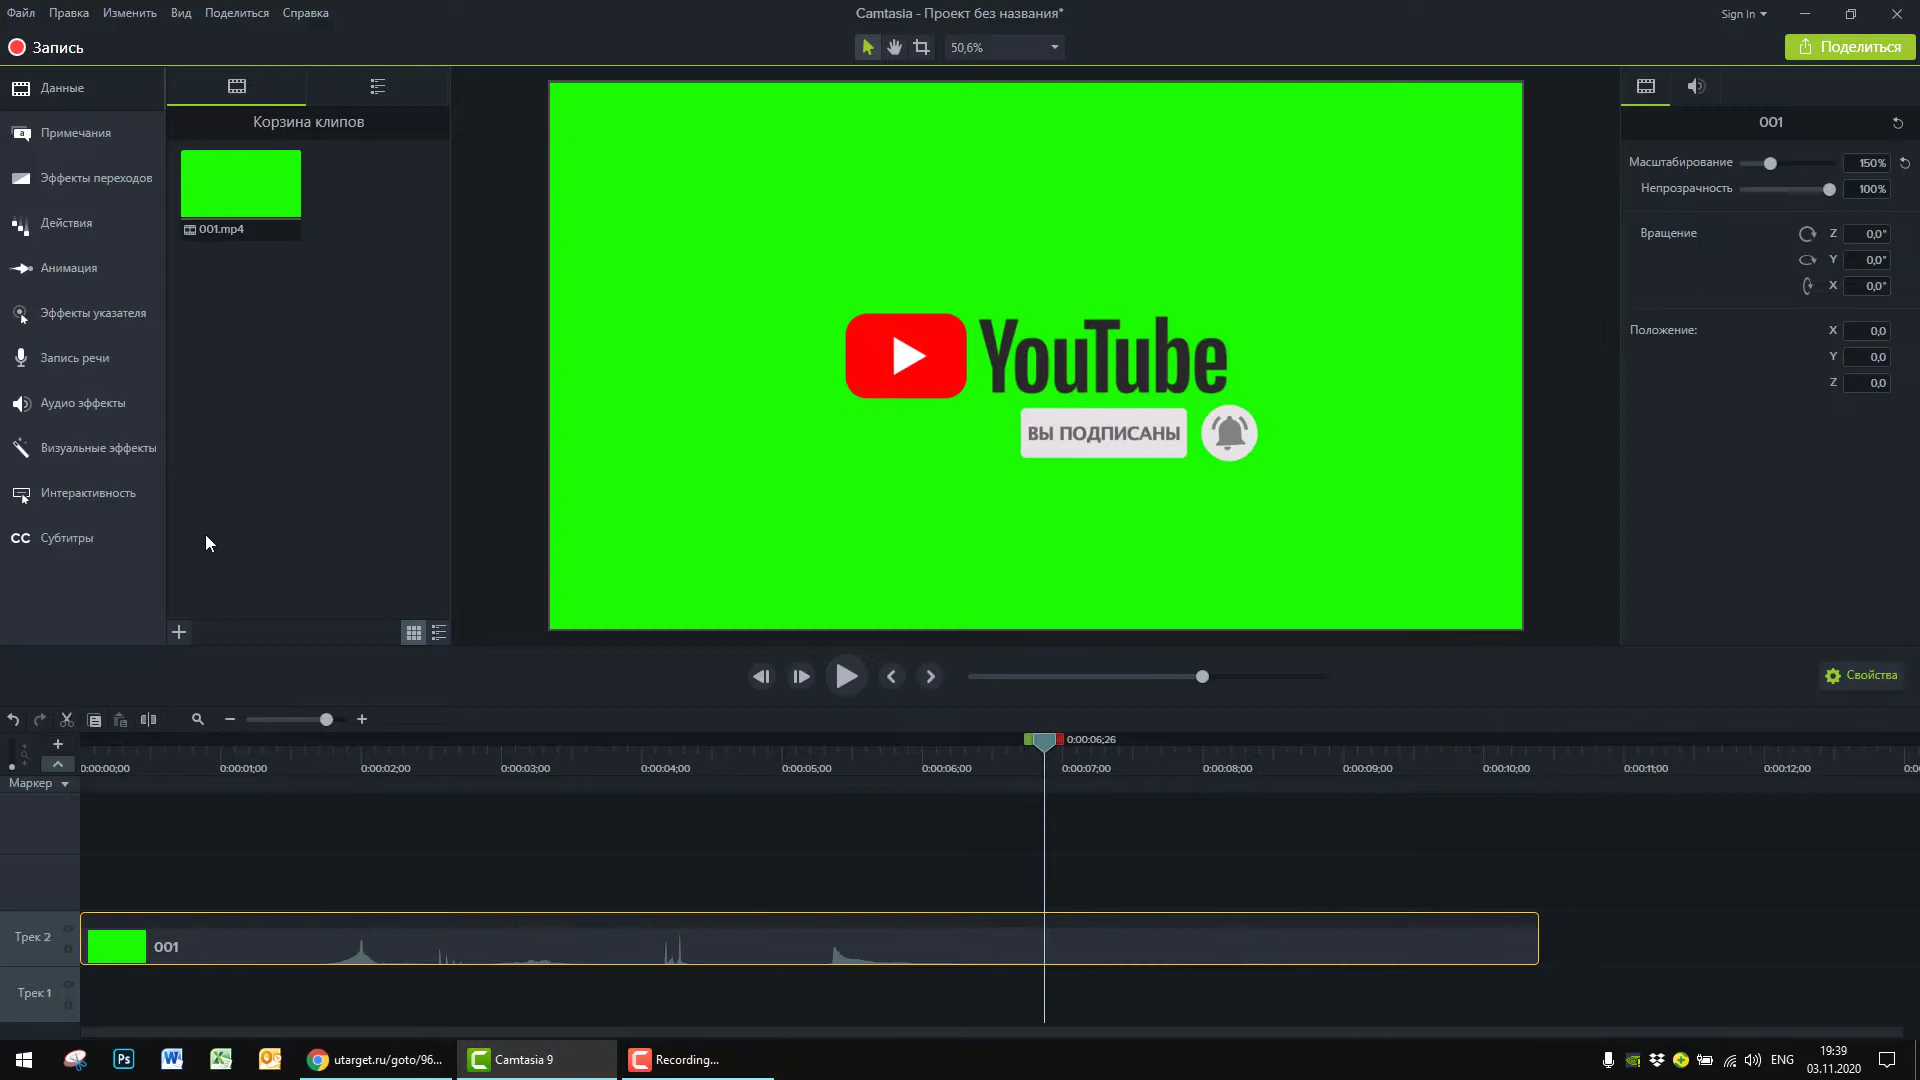 Файл Правка Изменить Вид Поделиться Справка
Camtasia - Проект без названия*
Sign In
Запись
50,6%
Поделиться
Данные
Примечания
Эффекты переходов
Действия
Анимация
Эффекты указателя
Запись речи
Аудио эффекты
Визуальные эффекты
Интерактивность
CC Субтитры
Корзина клипов
001.mp4
YouTube
ВЫ ПОДПИСАНЫ
001
Масштабирование 150%
Непрозрачность 100%
Вращение Z 0,0°
Y 0,0°
X 0,0°
Положение: X 0,0
Y 0,0
Z 0,0
Свойства
0:00:06;26
0:00:00;00 0:00:01;00 0:00:02;00 0:00:03;00 0:00:04;00 0:00:05;00 0:00:06;00 0:00:07;00 0:00:08;00 0:00:09;00 0:00:10;00 0:00:11;00 0:00:12;00 0:00
Маркер
Трек 2
001
Трек 1
utarget.ru/goto/96...
Camtasia 9
Recording...
ENG
19:39
03.11.2020